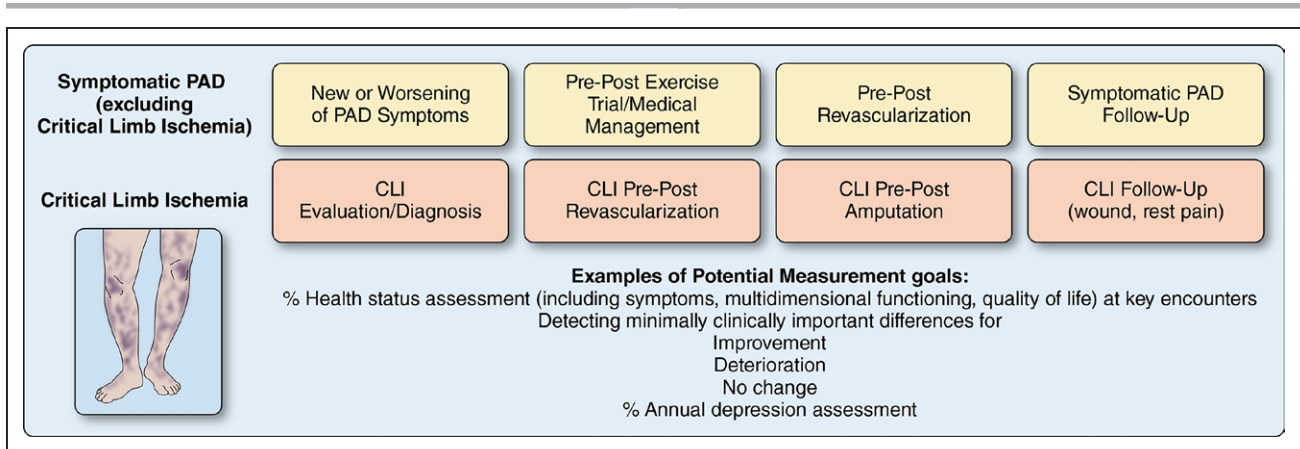 Symptomatic PAD
(excluding
Critical Limb Ischemia)
New or Worsening
of PAD Symptoms
Pre-Post Exercise
Trial/Medical
Management
Pre-Post
Revascularization
Symptomatic PAD
Follow-Up
Critical Limb Ischemia
CLI
Evaluation/Diagnosis
CLI Pre-Post
Revascularization
CLI Pre-Post
Amputation
CLI Follow-Up
(wound, rest pain)
Examples of Potential Measurement goals:
% Health status assessment (including symptoms, multidimensional functioning, quality of life) at key encounters
Detecting minimally clinically important differences for
Improvement
Deterioration
No change
% Annual depression assessment